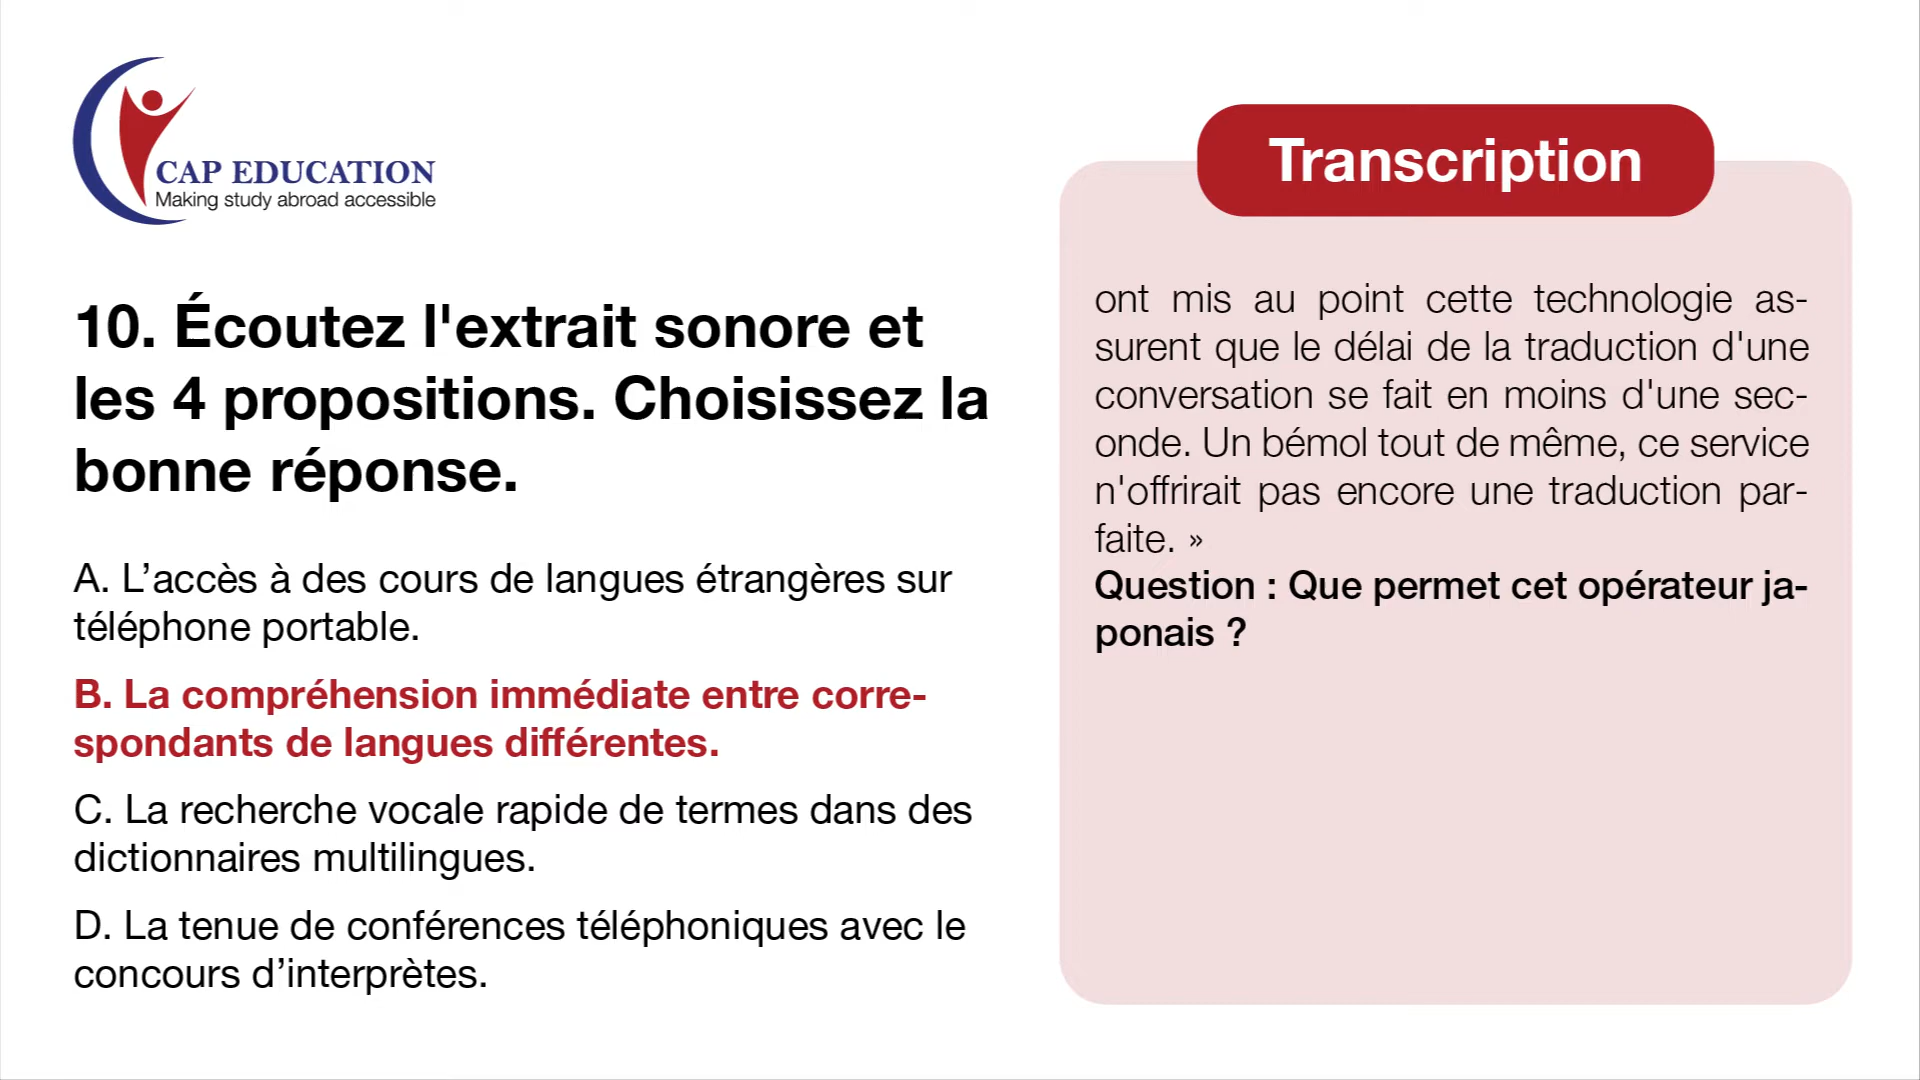 CAP EDUCATION
Making study abroad accessible
10. Écoutez l'extrait sonore et
les 4 propositions. Choisissez la
bonne réponse.
A. L’accès à des cours de langues étrangères sur
téléphone portable.
B. La compréhension immédiate entre corre-
spondants de langues différentes.
C. La recherche vocale rapide de termes dans des
dictionnaires multilingues.
D. La tenue de conférences téléphoniques avec le
concours d’interprètes.
Transcription
ont mis au point cette technologie as-
surent que le délai de la traduction d'une
conversation se fait en moins d'une sec-
onde. Un bémol tout de même, ce service
n'offrirait pas encore une traduction par-
faite. »
Question : Que permet cet opérateur ja-
ponais ?